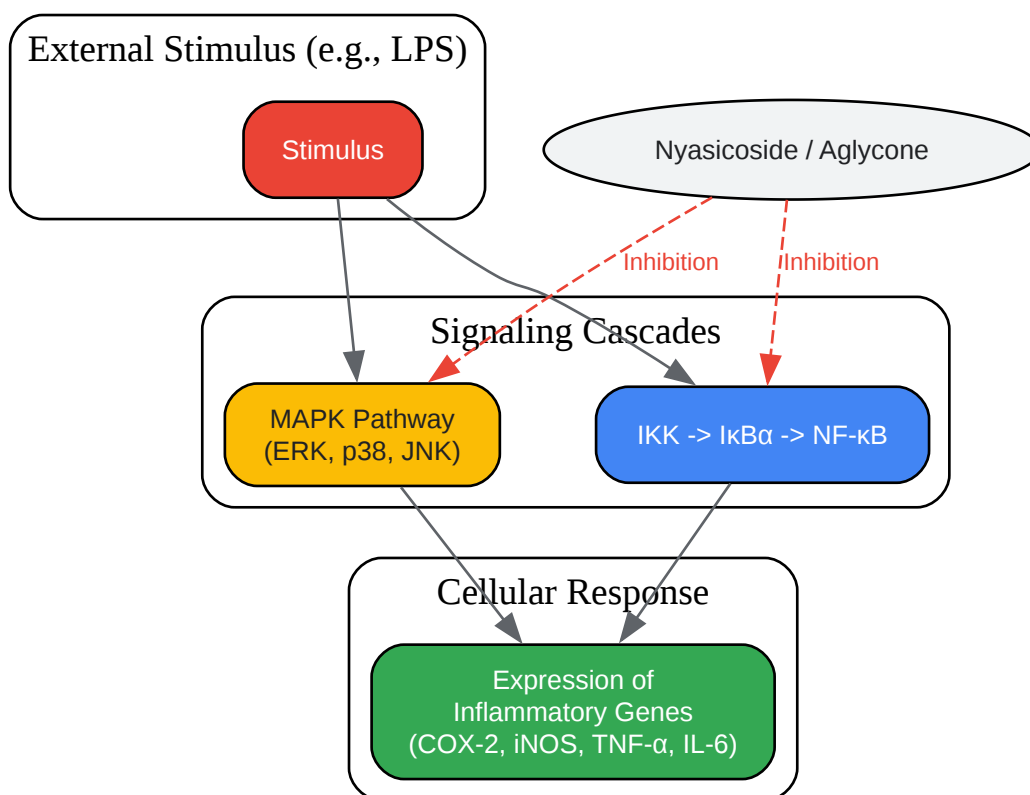 External Stimulus (e.g., LPS)
Stimulus
Nyasicoside / Aglycone
Inhibition
Inhibition
Signaling Cascades
MAPK Pathway
(ERK, p38, JNK)
IKK -> IκBα -> NF-κB
Cellular Response
Expression of
Inflammatory Genes
(COX-2, iNOS, TNF-α, IL-6)